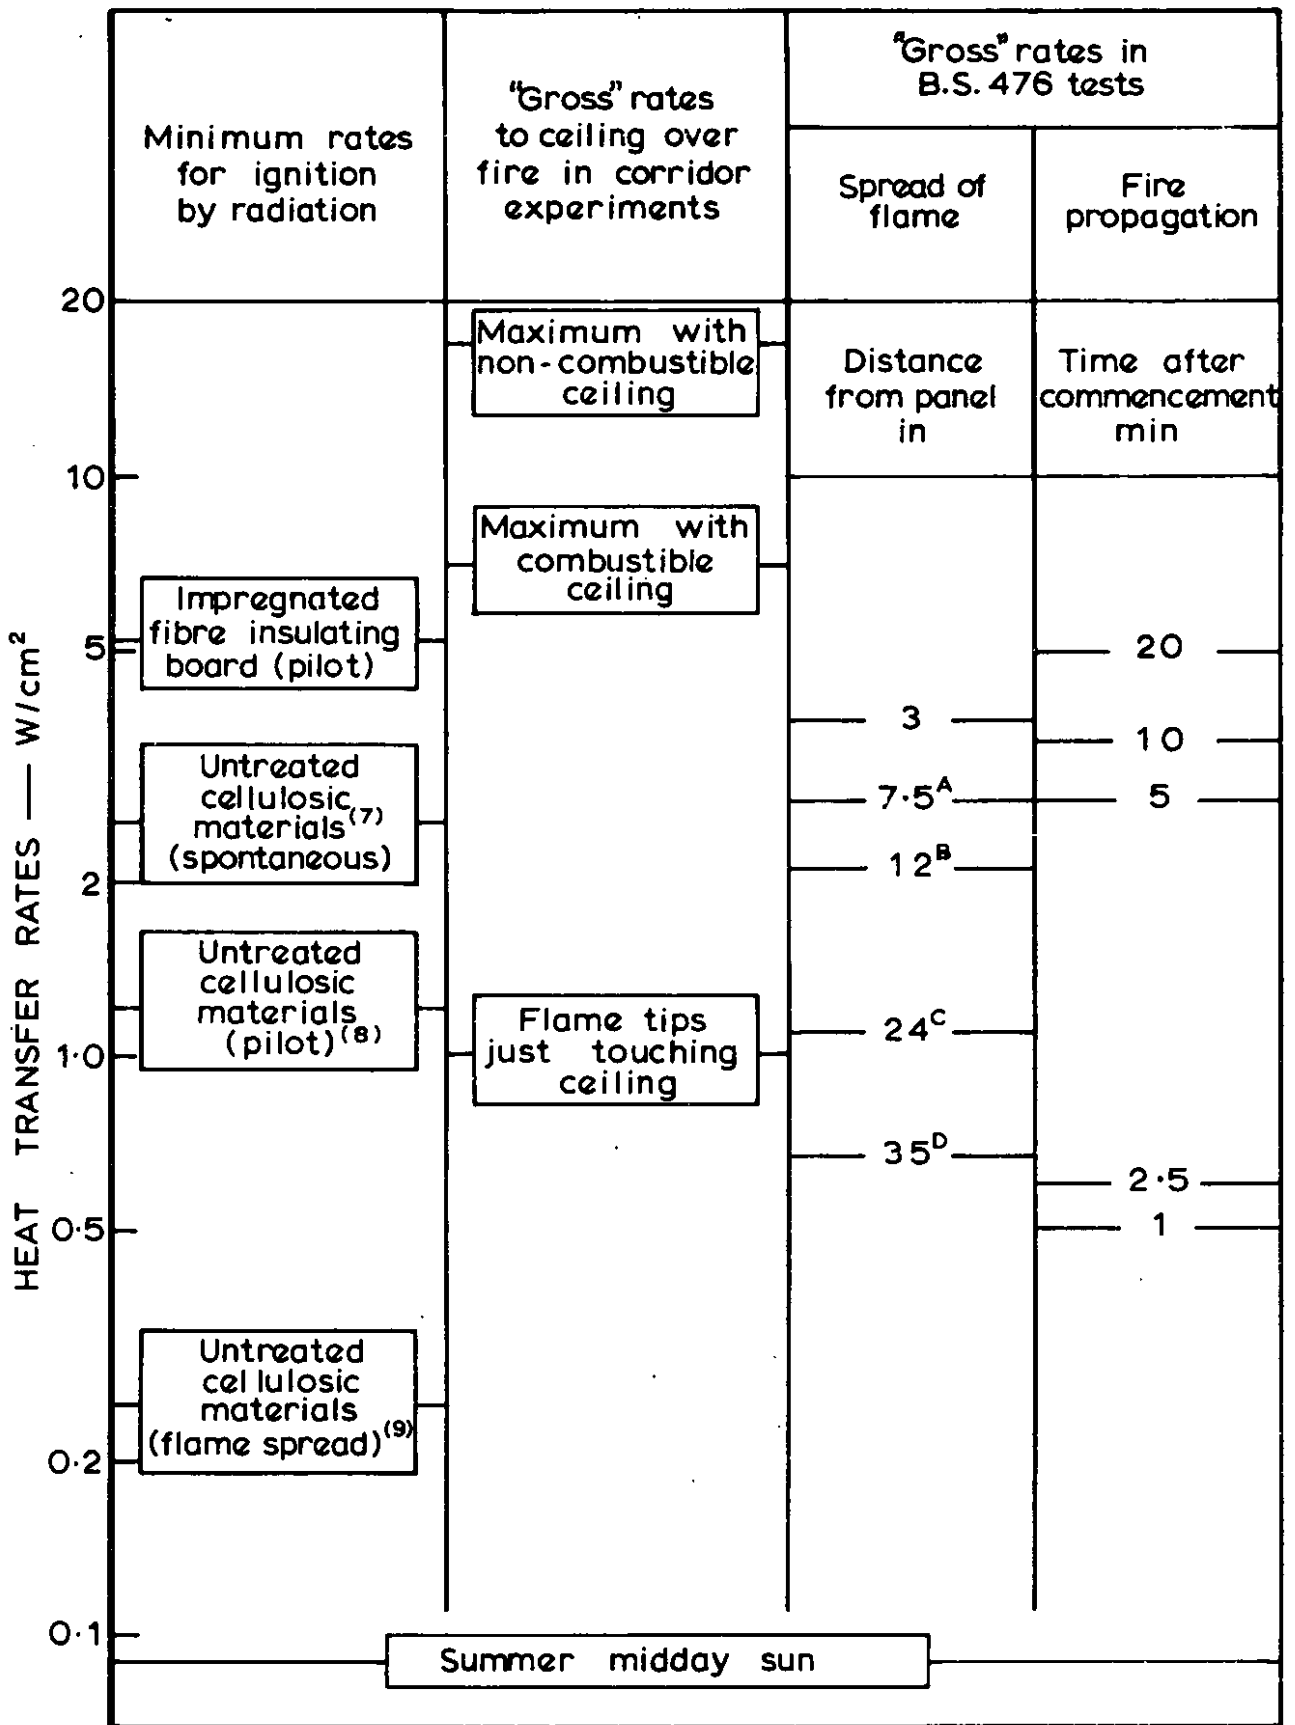 "Gross" rates in
B.S. 476 tests
Minimum rates
for ignition
by radiation
"Gross" rates
to ceiling over
fire in corridor
experiments
Spread of
flame
Fire
propagation
Distance
from panel
in
Time after
commencement
min
HEAT TRANSFER RATES — W/cm²
20
10
5
2
1·0
0·5
0·2
0·1
Impregnated
fibre insulating
board (pilot)
Untreated
cellulosic
materials(7)
(spontaneous)
Untreated
cellulosic
materials
(pilot)(8)
Untreated
cellulosic
materials
(flame spread)(9)
Maximum with
non-combustible
ceiling
Maximum with
combustible
ceiling
Flame tips
just touching
ceiling
3
7·5A
12B
24C
35D
20
10
5
2·5
1
Summer midday sun